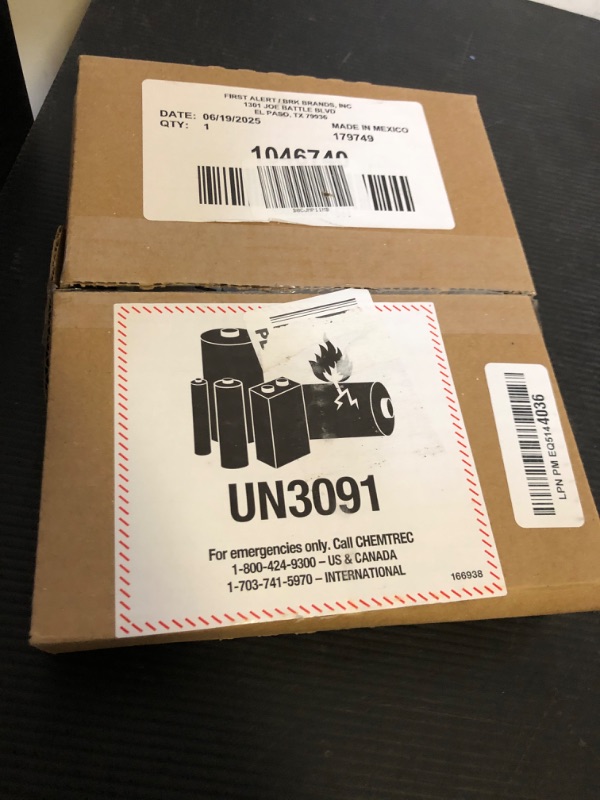 FIRST ALERT / BRK BRANDS, INC
1301 JOE BATTLE BLVD
EL PASO, TX 79936
DATE: 06/19/2025
QTY: 1
MADE IN MEXICO
179749
1046740
UN3091
For emergencies only. Call CHEMTREC
1-800-424-9300 – US & CANADA
1-703-741-5970 – INTERNATIONAL
166938
LPN PM EQ514 4036